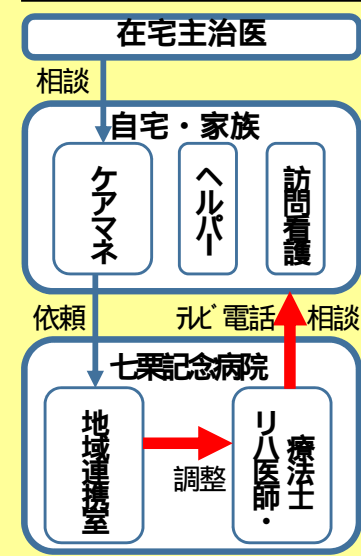 在宅主治医
相談
自宅・家族
ケアマネ
ヘルパー
訪問看護
依頼
テレビ電話
相談
七栗記念病院
地域連携室
調整
リハ医師・
療法士